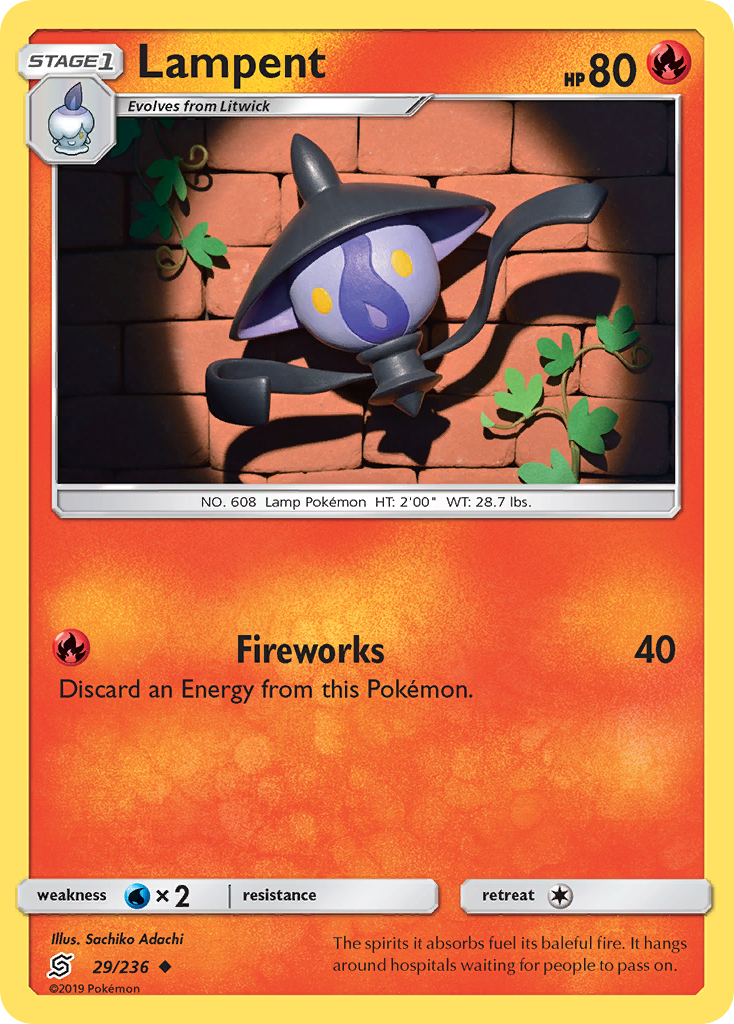 STAGE1
Lampent
HP 80
Evolves from Litwick
NO. 608 Lamp Pokémon HT: 2'00" WT: 28.7 lbs.
Fireworks 40
Discard an Energy from this Pokémon.
weakness × 2 resistance retreat
Illus. Sachiko Adachi
29/236
©2019 Pokémon
The spirits it absorbs fuel its baleful fire. It hangs
around hospitals waiting for people to pass on.